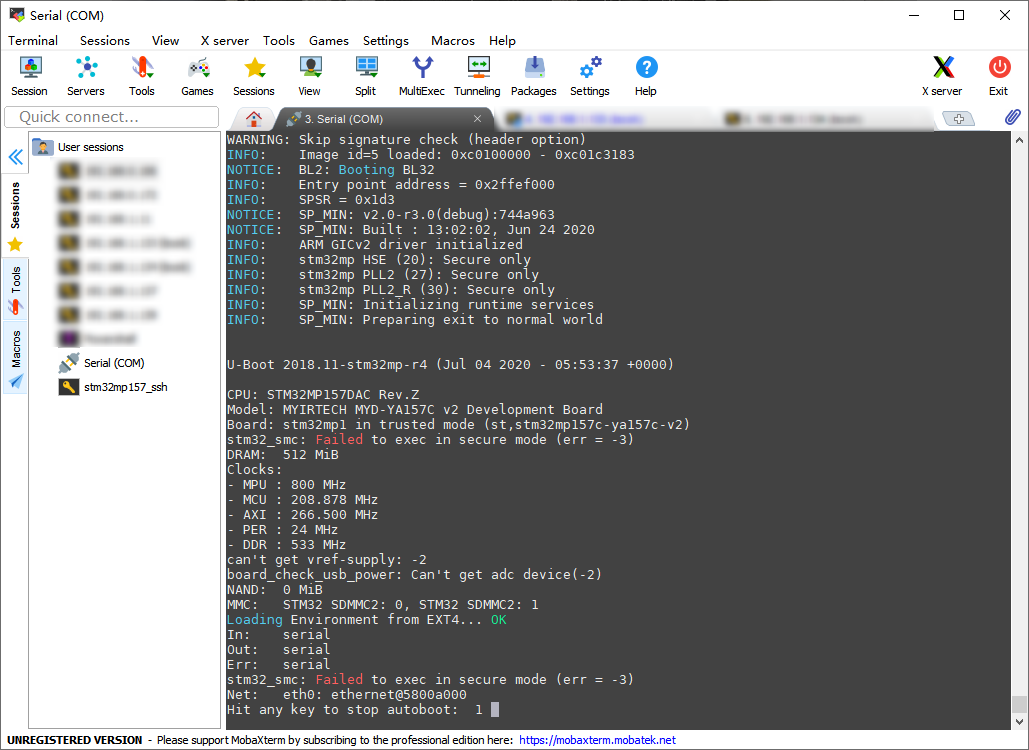 Serial (COM)
Terminal Sessions View X server Tools Games Settings Macros Help
Session Servers Tools Games Sessions View Split MultiExec Tunneling Packages Settings Help X server Exit
Quick connect...
3. Serial (COM)
User sessions
Serial (COM)
stm32mp157_ssh
Sessions
Tools
Macros
WARNING: Skip signature check (header option)
INFO:    Image id=5 loaded: 0xc0100000 - 0xc01c3183
NOTICE:  BL2: Booting BL32
INFO:    Entry point address = 0x2ffef000
INFO:    SPSR = 0x1d3
NOTICE:  SP_MIN: v2.0-r3.0(debug):744a963
NOTICE:  SP_MIN: Built : 13:02:02, Jun 24 2020
INFO:    ARM GICv2 driver initialized
INFO:    stm32mp HSE (20): Secure only
INFO:    stm32mp PLL2 (27): Secure only
INFO:    stm32mp PLL2_R (30): Secure only
INFO:    SP_MIN: Initializing runtime services
INFO:    SP_MIN: Preparing exit to normal world
U-Boot 2018.11-stm32mp-r4 (Jul 04 2020 - 05:53:37 +0000)
CPU: STM32MP157DAC Rev.Z
Model: MYIRTECH MYD-YA157C v2 Development Board
Board: stm32mp1 in trusted mode (st,stm32mp157c-ya157c-v2)
stm32_smc: Failed to exec in secure mode (err = -3)
DRAM:  512 MiB
Clocks:
- MPU : 800 MHz
- MCU : 208.878 MHz
- AXI : 266.500 MHz
- PER : 24 MHz
- DDR : 533 MHz
can't get vref-supply: -2
board_check_usb_power: Can't get adc device(-2)
NAND:  0 MiB
MMC:   STM32 SDMMC2: 0, STM32 SDMMC2: 1
Loading Environment from EXT4... OK
In:    serial
Out:   serial
Err:   serial
stm32_smc: Failed to exec in secure mode (err = -3)
Net:   eth0: ethernet@5800a000
Hit any key to stop autoboot:  1
UNREGISTERED VERSION - Please support MobaXterm by subscribing to the professional edition here: https://mobaxterm.mobatek.net